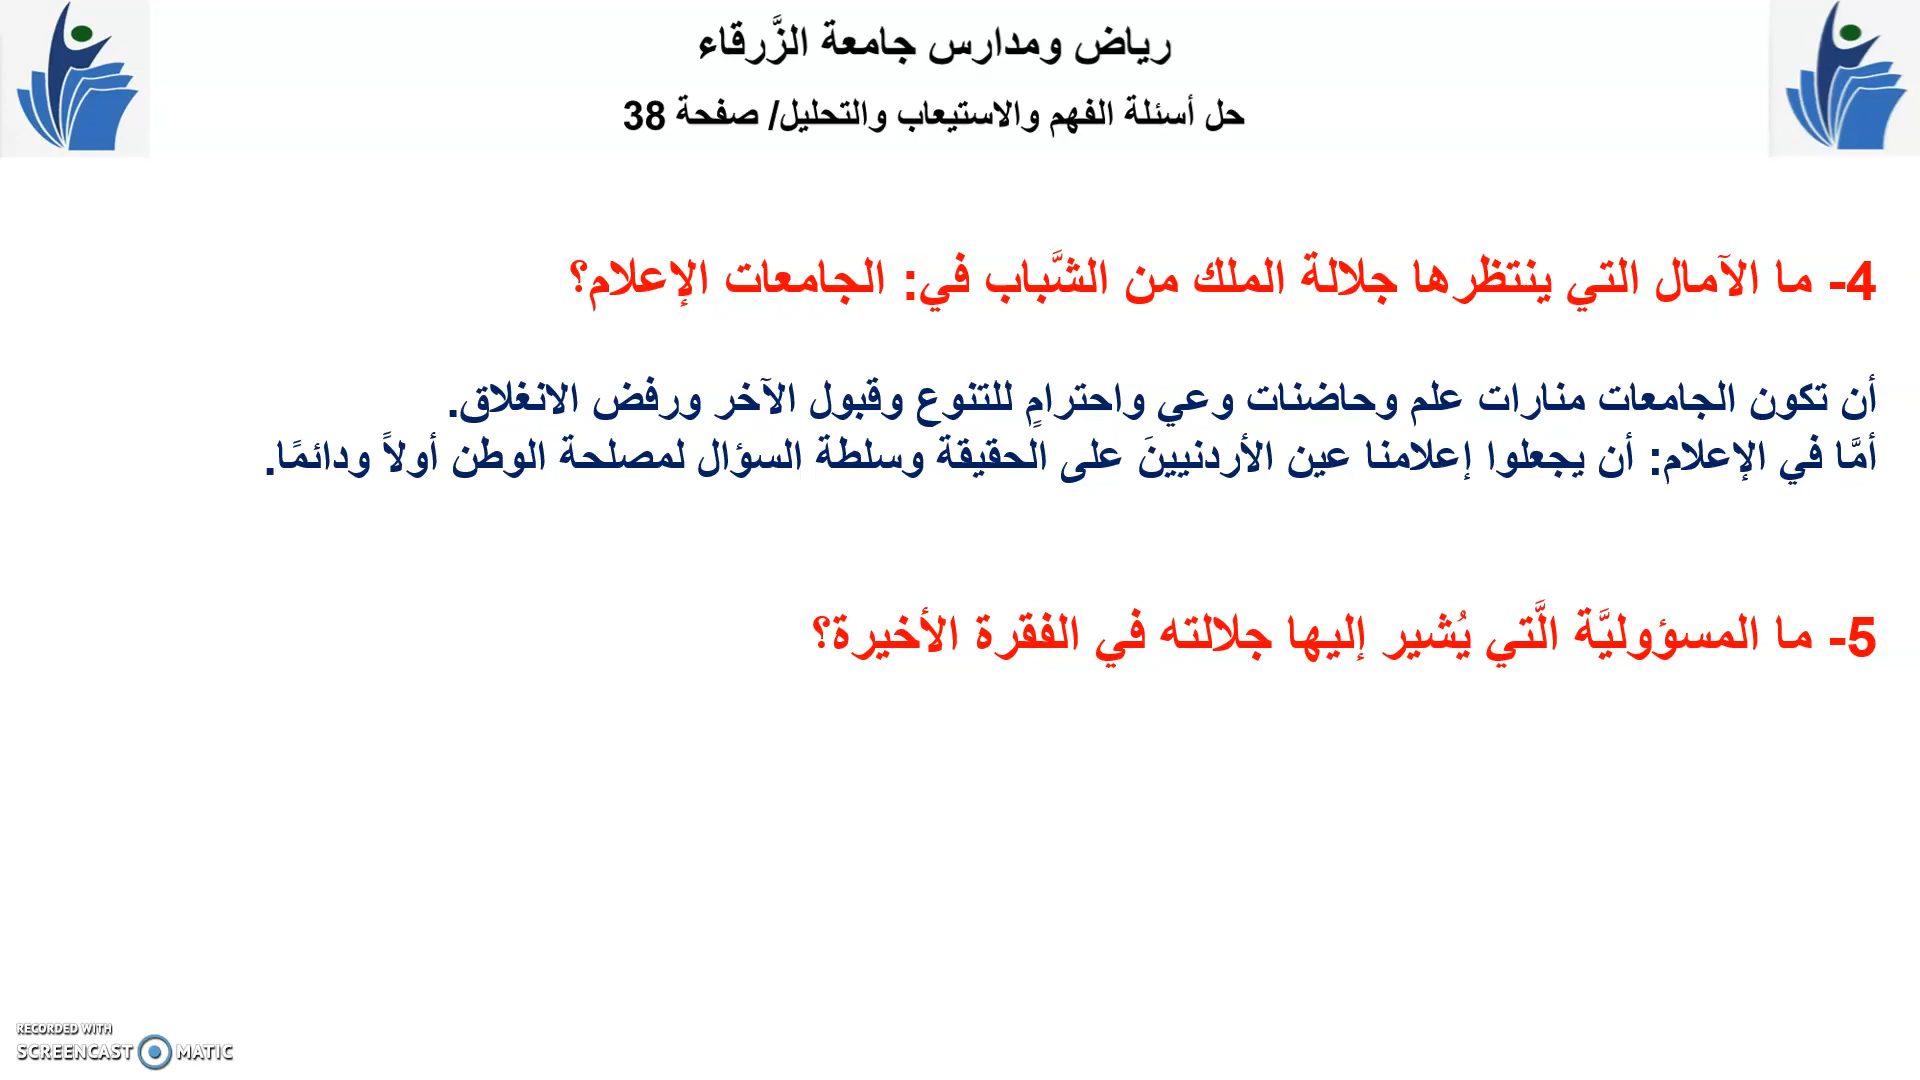 رياض ومدارس جامعة الزَّرقاء
حل أسئلة الفهم والاستيعاب والتحليل/ صفحة 38
4- ما الآمال التي ينتظرها جلالة الملك من الشَّباب في: الجامعات الإعلام؟
أن تكون الجامعات منارات علم وحاضنات وعي واحترامٍ للتنوع وقبول الآخر ورفض الانغلاق.
أمَّا في الإعلام: أن يجعلوا إعلامنا عين الأردنيينَ على الحقيقة وسلطة السؤال لمصلحة الوطن أولاً ودائمًا.
5- ما المسؤوليَّة الَّتي يُشير إليها جلالته في الفقرة الأخيرة؟
RECORDED WITH
SCREENCAST MATIC